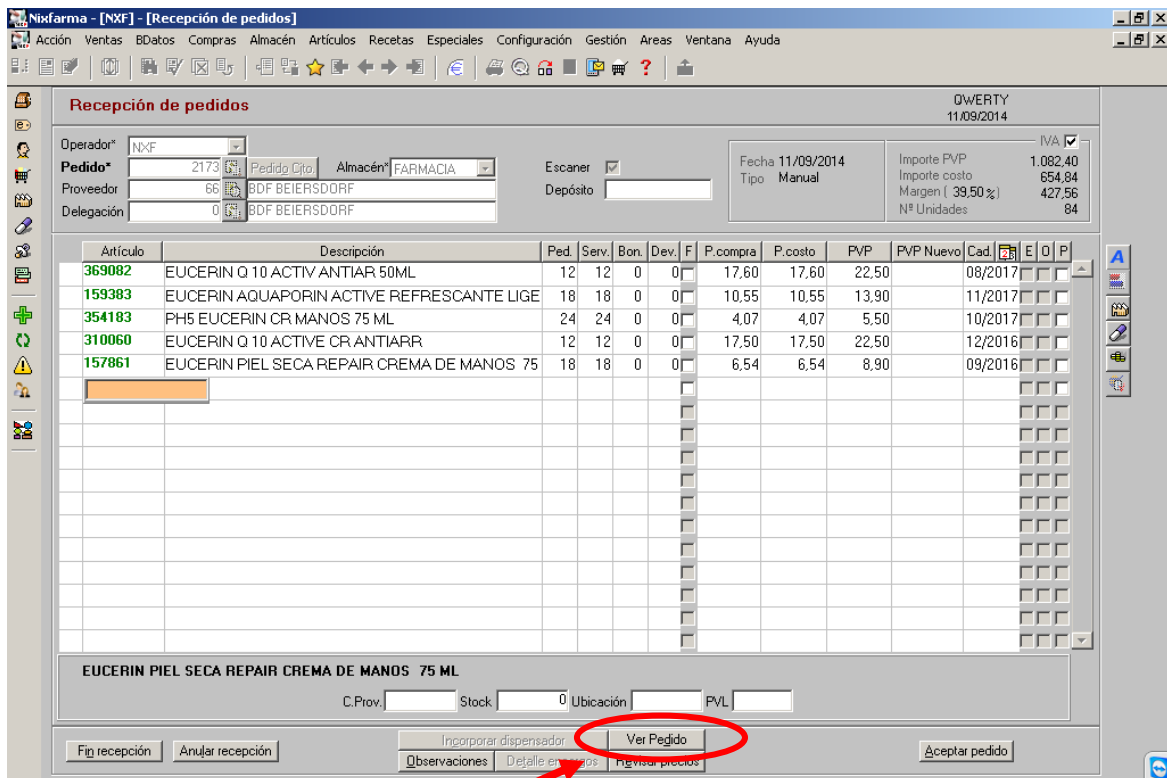 Nixfarma - [NXF] - [Recepción de pedidos]
Acción Ventas BDatos Compras Almacén Artículos Recetas Especiales Configuración Gestión Areas Ventana Ayuda
Recepción de pedidos
QWERTY
11/09/2014
Operador* NXF
Pedido* 2173 Pedido Cito. Almacén* FARMACIA Escaner
Proveedor 66 BDF BEIERSDORF Depósito
Delegación 0 BDF BEIERSDORF
Fecha 11/09/2014
Tipo Manual
IVA
Importe PVP 1.082,40
Importe costo 654,84
Margen ( 39,50 %) 427,56
Nº Unidades 84
Artículo Descripción Ped. Serv. Bon. Dev. F P.compra P.costo PVP PVP Nuevo Cad. E O P
369082 EUCERIN Q 10 ACTIV ANTIAR 50ML 12 12 0 0 17,60 17,60 22,50 08/2017
159383 EUCERIN AQUAPORIN ACTIVE REFRESCANTE LIGE 18 18 0 0 10,55 10,55 13,90 11/2017
354183 PH5 EUCERIN CR MANOS 75 ML 24 24 0 0 4,07 4,07 5,50 10/2017
310060 EUCERIN Q 10 ACTIVE CR ANTIARR 12 12 0 0 17,50 17,50 22,50 12/2016
157861 EUCERIN PIEL SECA REPAIR CREMA DE MANOS 75 18 18 0 0 6,54 6,54 8,90 09/2016
EUCERIN PIEL SECA REPAIR CREMA DE MANOS 75 ML
C.Prov. Stock 0 Ubicación PVL
Incorporar dispensador Ver Pedido
Fin recepción Anular recepción Aceptar pedido
Observaciones Detalle encargos Revisar precios